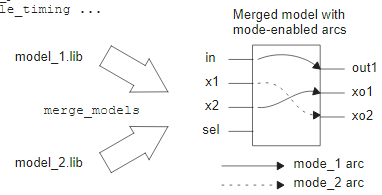 le_timing ...
Merged model with
mode-enabled arcs
model_1.lib
merge_models
model_2.lib
in
x1
x2
sel
out1
xo1
xo2
mode_1 arc
mode_2 arc